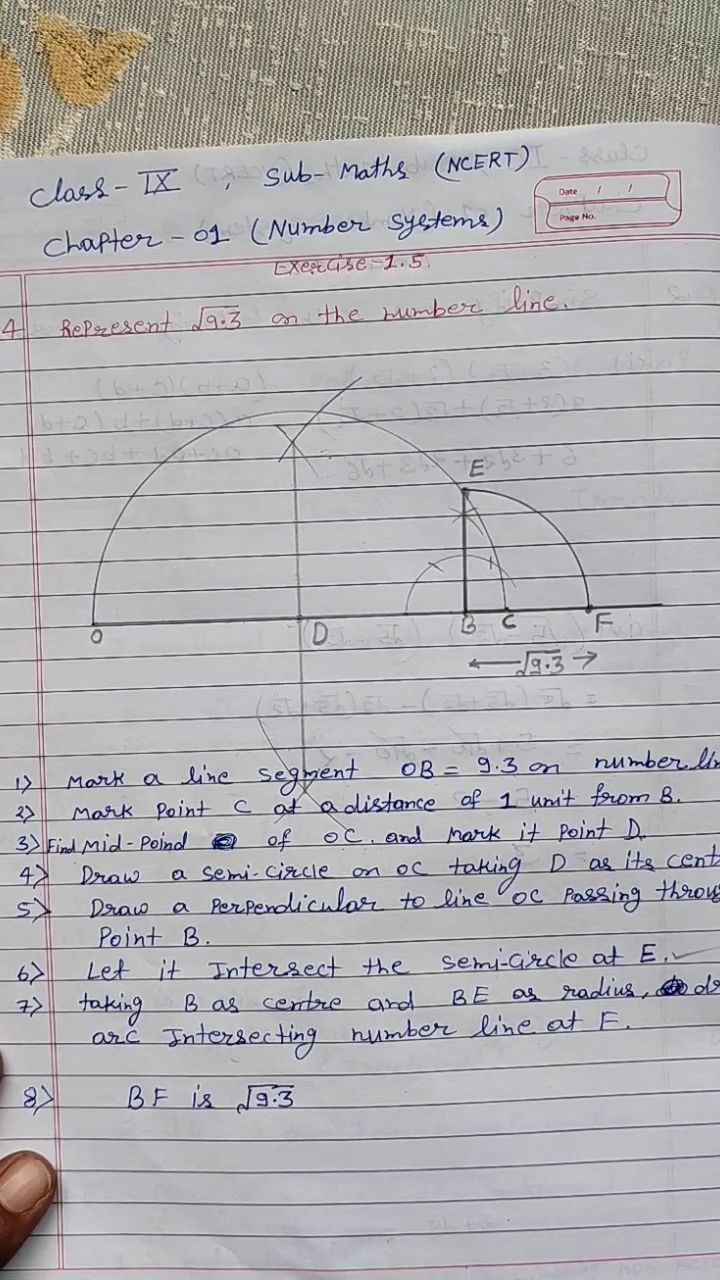 Class - IX , Sub - Maths (NCERT)
Chapter - 01 (Number Systems)
Date / /
Page No.
Exercise-1.5.
4 Represent √9.3 on the number line.
E
O D B C F
√9.3
1) Mark a line segment OB = 9.3 on number
2) Mark Point C at a distance of 1 unit from B.
3) Find Mid-Poind of OC, and Mark it Point D.
4) Draw a semi-circle on OC taking D as its
5) Draw a Perpendicular to line OC Passing
Point B.
6) Let it Intersect the semi-circle at E.
7) taking B as centre and BE as radius,
arc Intersecting number line at F.
8) BF is √9.3